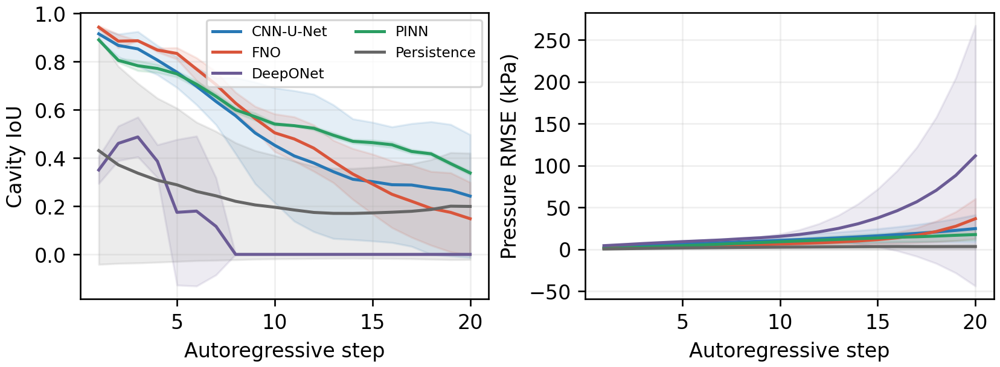 Cavity IoU
1.0
0.8
0.6
0.4
0.2
0.0
CNN-U-Net
FNO
DeepONet
PINN
Persistence
5 10 15 20
Autoregressive step
Pressure RMSE (kPa)
250
200
150
100
50
0
−50
5 10 15 20
Autoregressive step